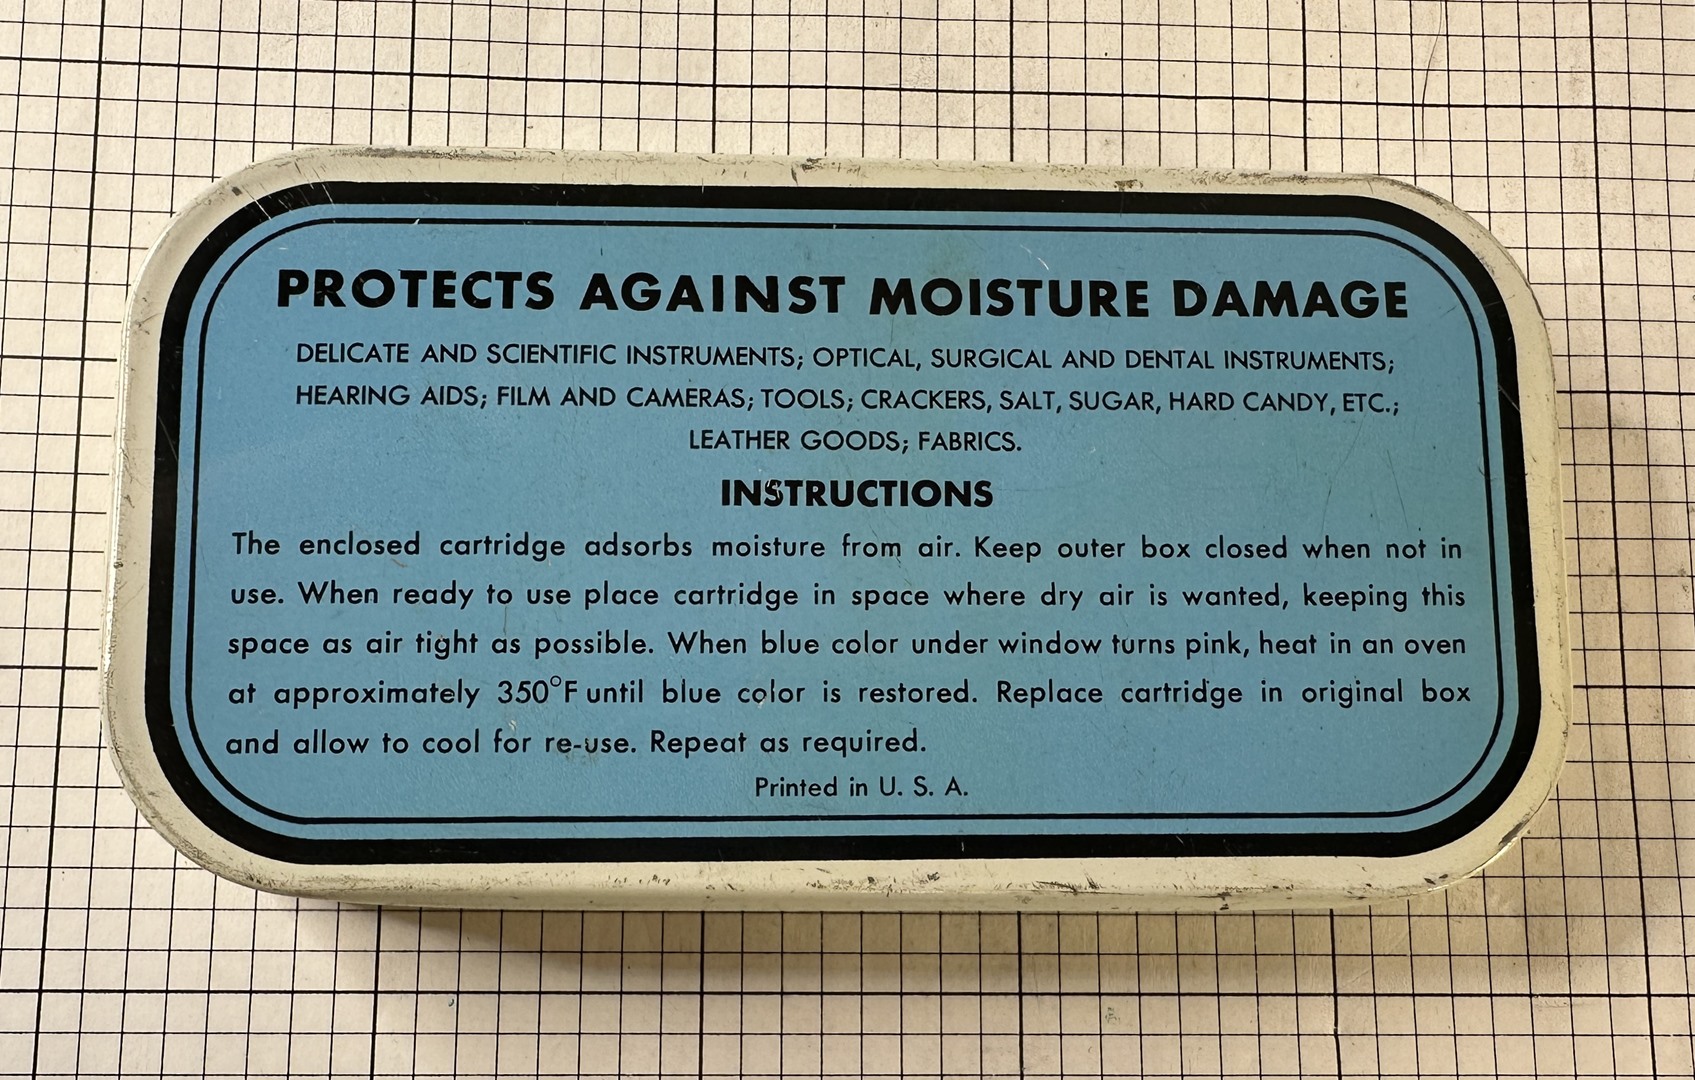 PROTECTS AGAINST MOISTURE DAMAGE
DELICATE AND SCIENTIFIC INSTRUMENTS; OPTICAL, SURGICAL AND DENTAL INSTRUMENTS;
HEARING AIDS; FILM AND CAMERAS; TOOLS; CRACKERS, SALT, SUGAR, HARD CANDY, ETC.;
LEATHER GOODS; FABRICS.
INSTRUCTIONS
The enclosed cartridge adsorbs moisture from air. Keep outer box closed when not in
use. When ready to use place cartridge in space where dry air is wanted, keeping this
space as air tight as possible. When blue color under window turns pink, heat in an oven
at approximately 350°F until blue color is restored. Replace cartridge in original box
and allow to cool for re-use. Repeat as required.
Printed in U. S. A.